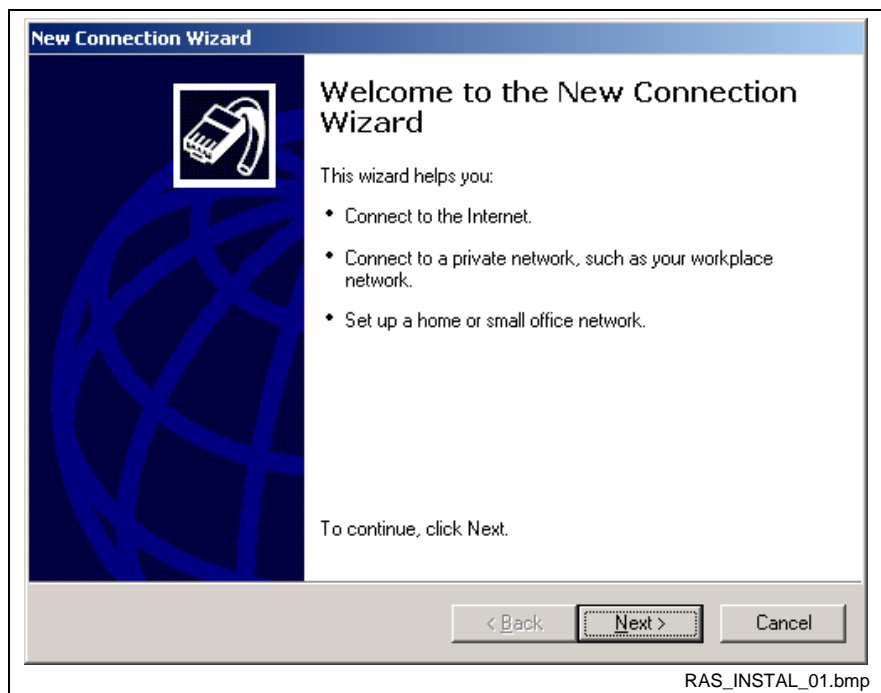 New Connection Wizard
Welcome to the New Connection
Wizard
This wizard helps you:
• Connect to the Internet.
• Connect to a private network, such as your workplace
network.
• Set up a home or small office network.
To continue, click Next.
< Back
Next >
Cancel
RAS_INSTAL_01.bmp